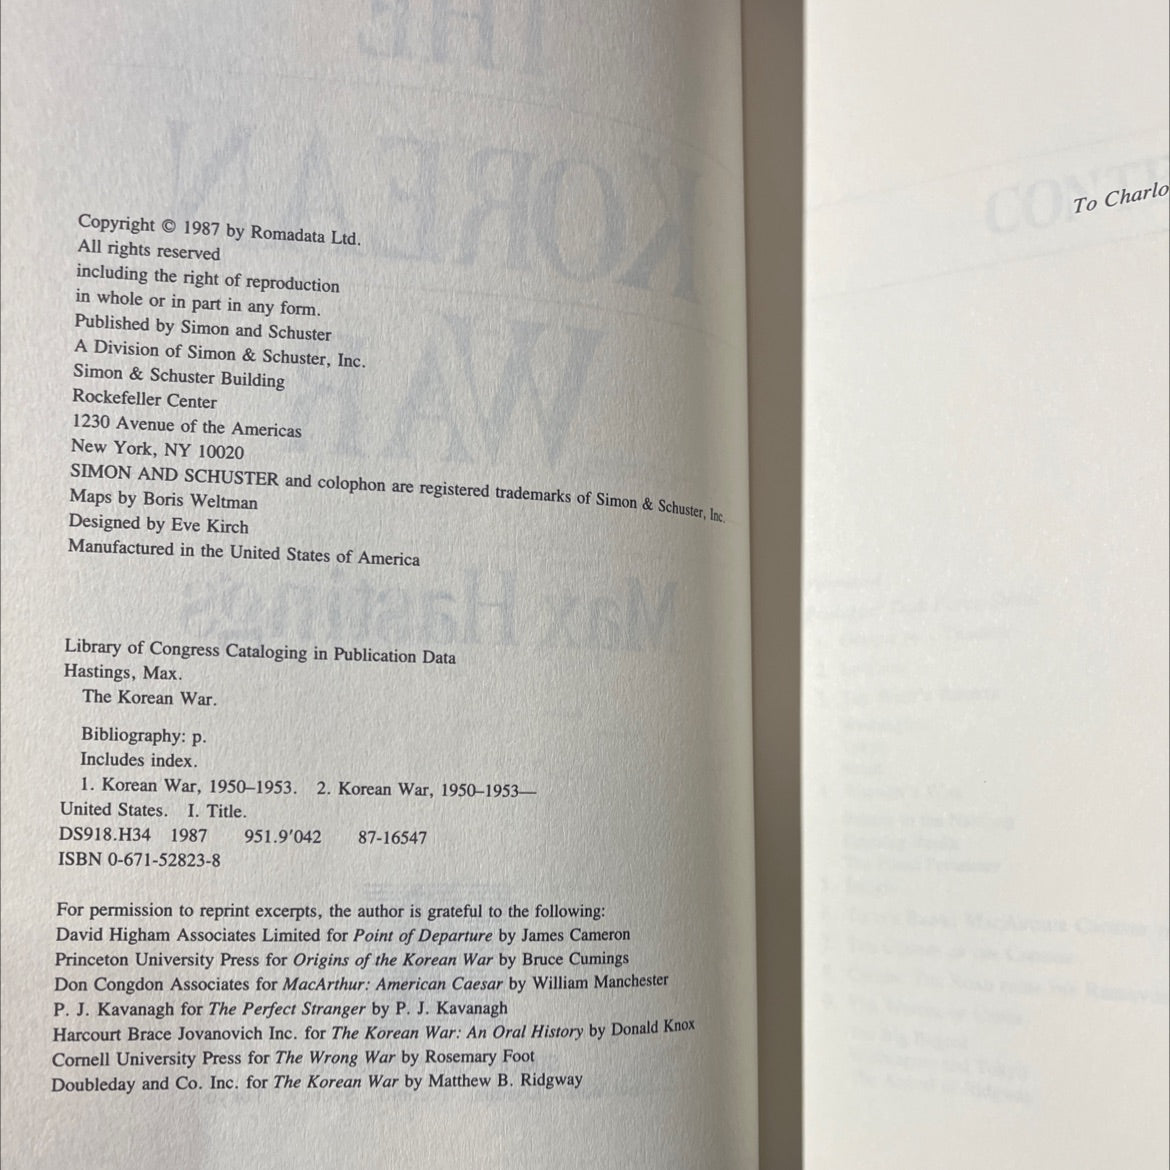 Copyright © 1987 by Romadata Ltd.
All rights reserved
including the right of reproduction
in whole or in part in any form.
Published by Simon and Schuster
A Division of Simon & Schuster, Inc.
Simon & Schuster Building
Rockefeller Center
1230 Avenue of the Americas
New York, NY 10020
SIMON AND SCHUSTER and colophon are registered trademarks of Simon & Schuster, Inc.
Maps by Boris Weltman
Designed by Eve Kirch
Manufactured in the United States of America
Library of Congress Cataloging in Publication Data
Hastings, Max.
The Korean War.
Bibliography: p.
Includes index.
1. Korean War, 1950–1953. 2. Korean War, 1950–1953—
United States. I. Title.
DS918.H34 1987 951.9′042 87-16547
ISBN 0-671-52823-8
For permission to reprint excerpts, the author is grateful to the following:
David Higham Associates Limited for Point of Departure by James Cameron
Princeton University Press for Origins of the Korean War by Bruce Cumings
Don Congdon Associates for MacArthur: American Caesar by William Manchester
P. J. Kavanagh for The Perfect Stranger by P. J. Kavanagh
Harcourt Brace Jovanovich Inc. for The Korean War: An Oral History by Donald Knox
Cornell University Press for The Wrong War by Rosemary Foot
Doubleday and Co. Inc. for The Korean War by Matthew B. Ridgway
To Charlo